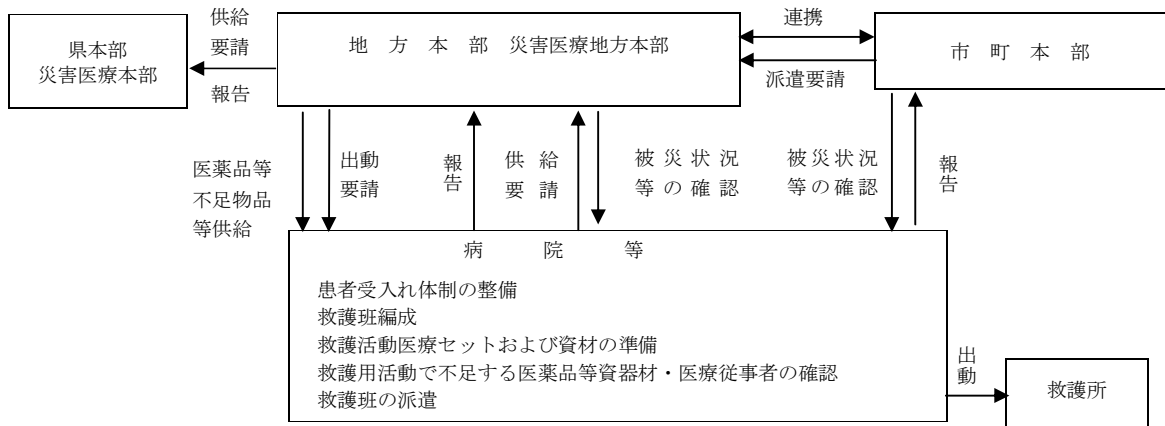 県本部
災害医療本部
供給
要請
報告
地方本部 災害医療地方本部
連携
派遣要請
市町本部
医薬品等
不足物品
等供給
出動
要請
報告
供給
要請
被災状況
等の確認
被災状況
等の確認
報告
病院等
患者受入れ体制の整備
救護班編成
救護活動医療セットおよび資材の準備
救護用活動で不足する医薬品等資器材・医療従事者の確認
救護班の派遣
出動
救護所